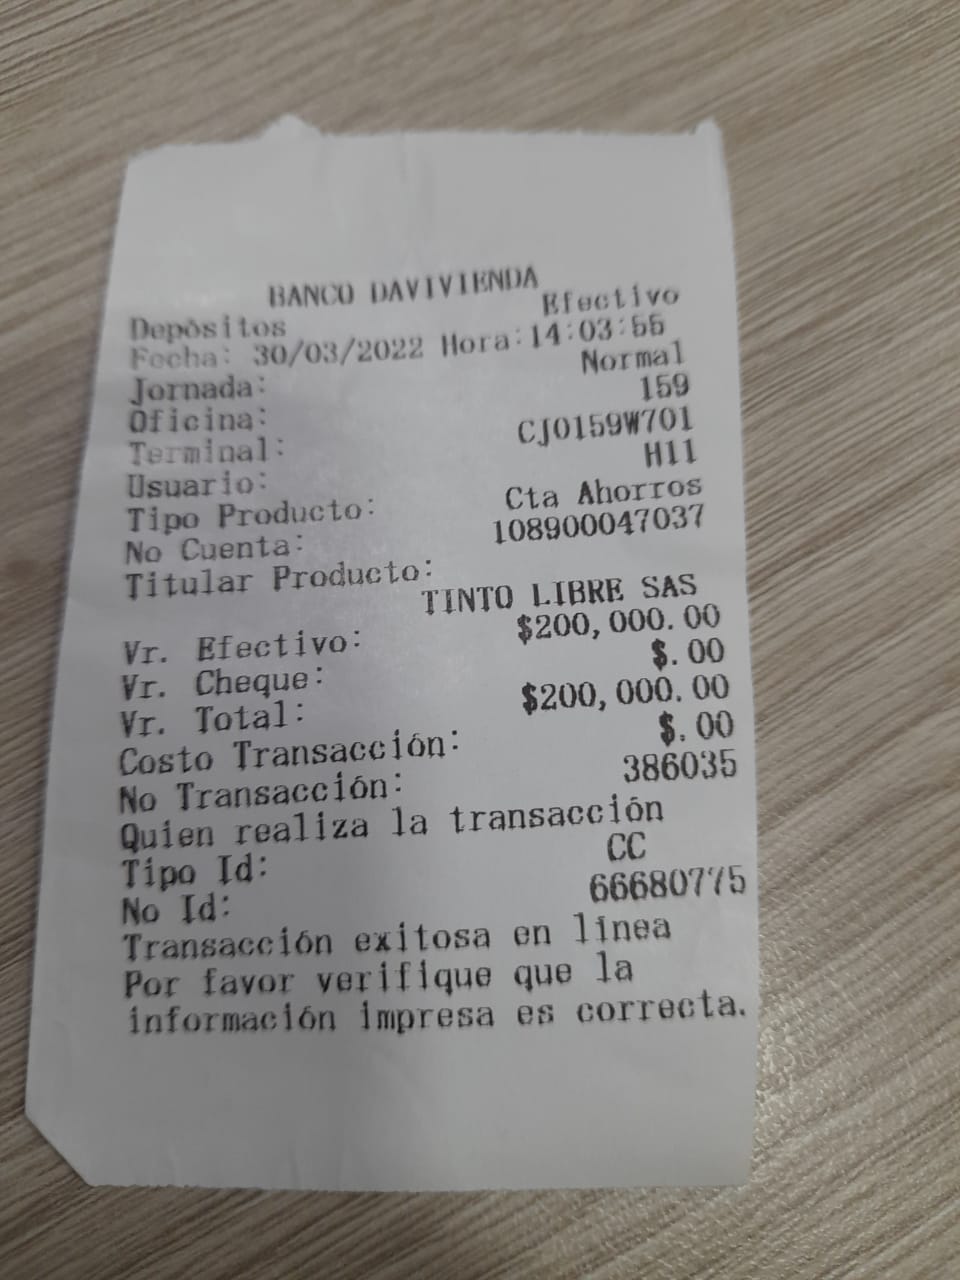 BANCO DAVIVIENDA
Depósitos Efectivo
Fecha: 30/03/2022 Hora:14:03:55
Jornada: Normal
Oficina: 159
Terminal: CJ0159W701
Usuario: H11
Tipo Producto: Cta Ahorros
No Cuenta: 108900047037
Titular Producto:
TINTO LIBRE SAS
Vr. Efectivo: $200,000.00
Vr. Cheque: $.00
Vr. Total: $200,000.00
Costo Transacción: $.00
No Transacción: 386035
Quien realiza la transacción
Tipo Id: CC
No Id: 66680775
Transacción exitosa en línea
Por favor verifique que la
información impresa es correcta.